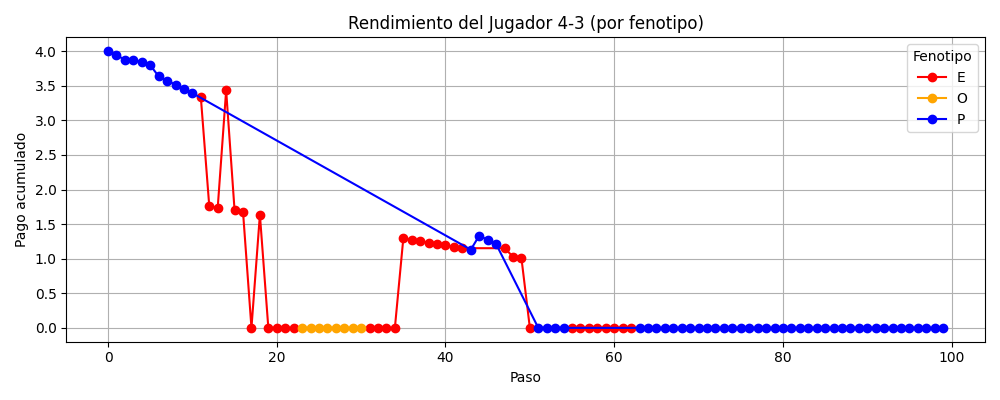 Rendimiento del Jugador 4-3 (por fenotipo)
Pago acumulado
4.0
3.5
3.0
2.5
2.0
1.5
1.0
0.5
0.0
Fenotipo
E
O
P
0
20
40
60
80
100
Paso